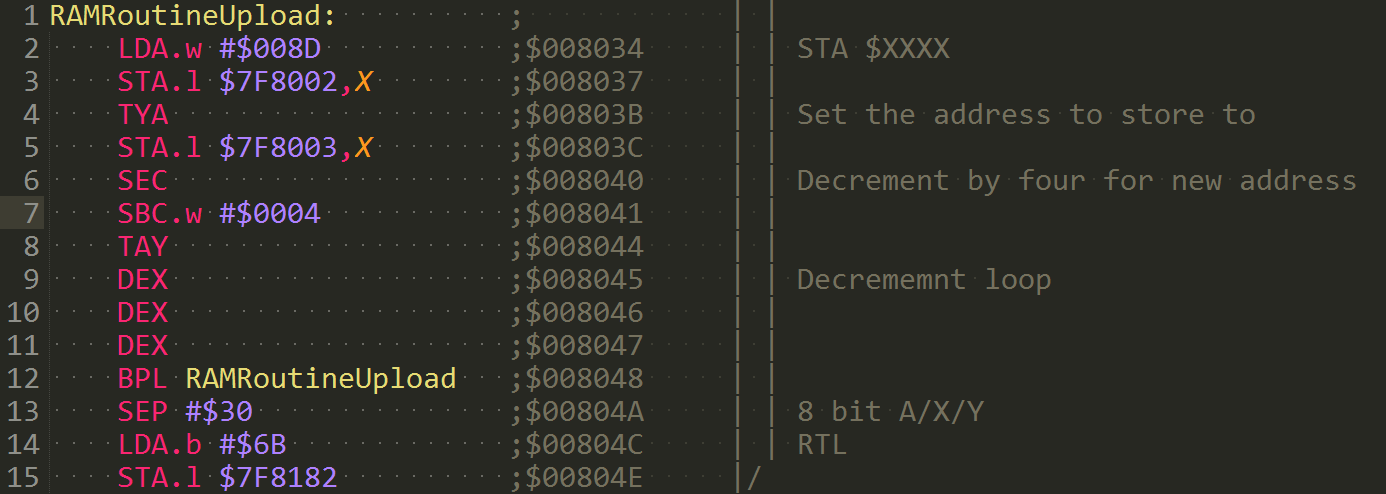 1 RAMRoutineUpload: ; | |
2 LDA.w #$008D ;$008034 | | STA $XXXX
3 STA.l $7F8002,X ;$008037 | |
4 TYA ;$00803B | | Set the address to store to
5 STA.l $7F8003,X ;$00803C | |
6 SEC ;$008040 | | Decrement by four for new address
7 SBC.w #$0004 ;$008041 | |
8 TAY ;$008044 | |
9 DEX ;$008045 | | Decrememnt loop
10 DEX ;$008046 | |
11 DEX ;$008047 | |
12 BPL RAMRoutineUpload ;$008048 | |
13 SEP #$30 ;$00804A | | 8 bit A/X/Y
14 LDA.b #$6B ;$00804C | | RTL
15 STA.l $7F8182 ;$00804E |/